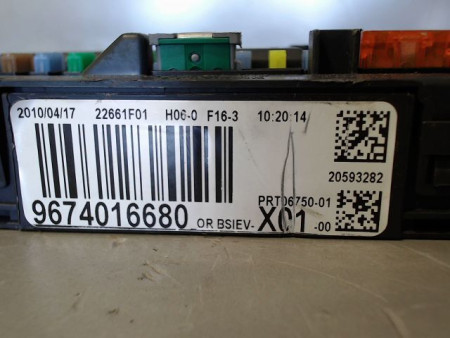 2010/04/17 22661F01 H06-0 F16-3 10:20:14
20593282
PRT06750-01
9674016680 OR BSIEV- X01 -00